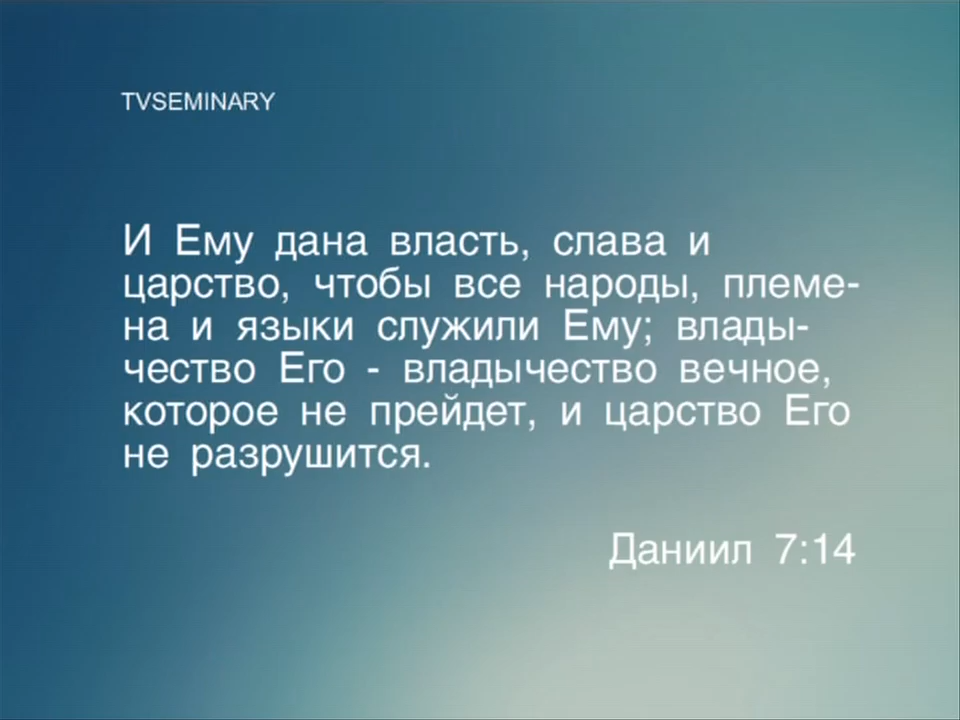 TVSEMINARY
И Ему дана власть, слава и
царство, чтобы все народы, племе-
на и языки служили Ему; влады-
чество Его - владычество вечное,
которое не прейдет, и царство Его
не разрушится.
Даниил 7:14